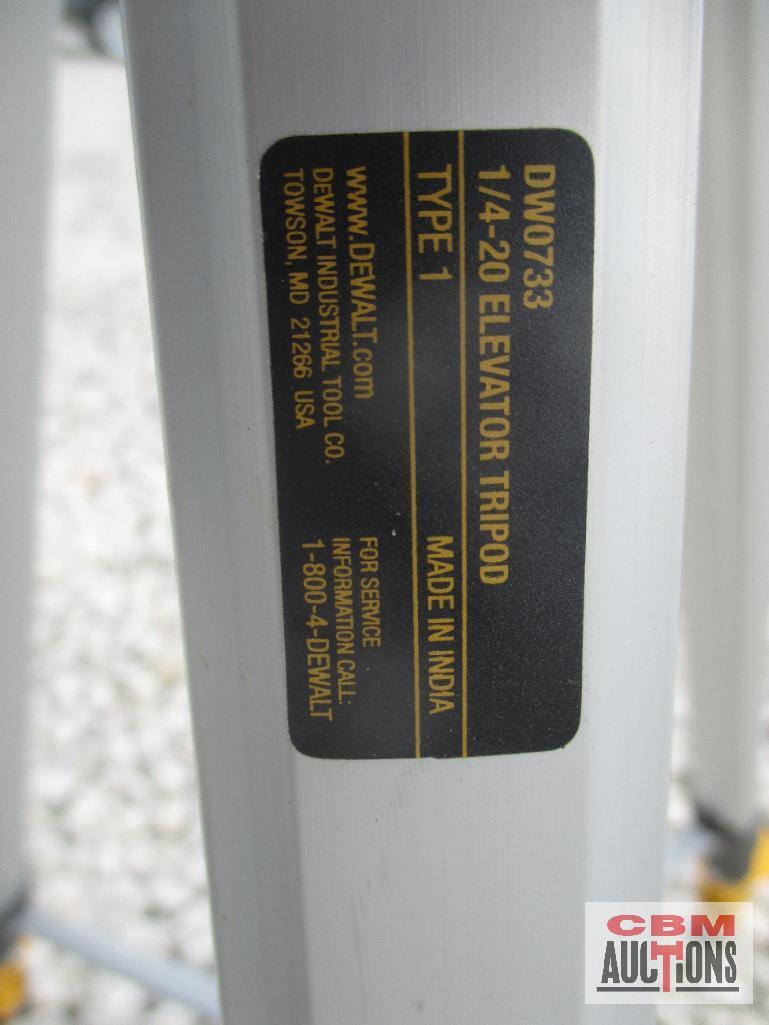 DW0733
1/4-20 ELEVATOR TRIPOD
TYPE 1 MADE IN INDIA
www.DEWALT.com
DEWALT INDUSTRIAL TOOL CO.
TOWSON, MD 21266 USA
FOR SERVICE
INFORMATION CALL:
1-800-4-DEWALT
CBM
AUCTIONS